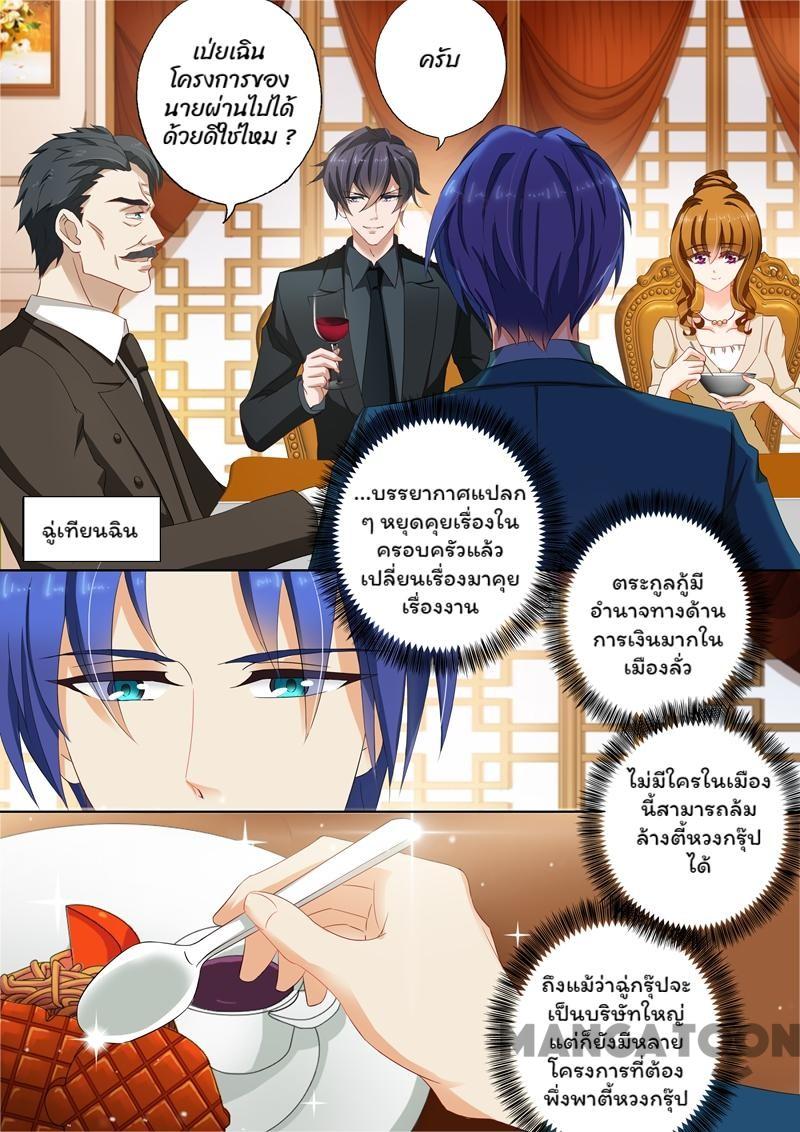 เป่ยเฉิน
โครงการของ
นายผ่านไปได้
ด้วยดีใช่ไหม ?
ครับ
ฉู่เทียนฉิน
...บรรยากาศแปลก
ๆ หยุดคุยเรื่องใน
ครอบครัวแล้ว
เปลี่ยนเรื่องมาคุย
เรื่องงาน
ตระกูลกู้มี
อำนาจทางด้าน
การเงินมากใน
เมืองลั่ว
ไม่มีใครในเมือง
นี้สามารถล้ม
ล้างตี้หวงกรุ๊ป
ได้
ถึงแม้ว่าฉู่กรุ๊ปจะ
เป็นบริษัทใหญ่
แต่ก็ยังมีหลาย
โครงการที่ต้อง
พึ่งพาตี้หวงกรุ๊ป
MANGATOON